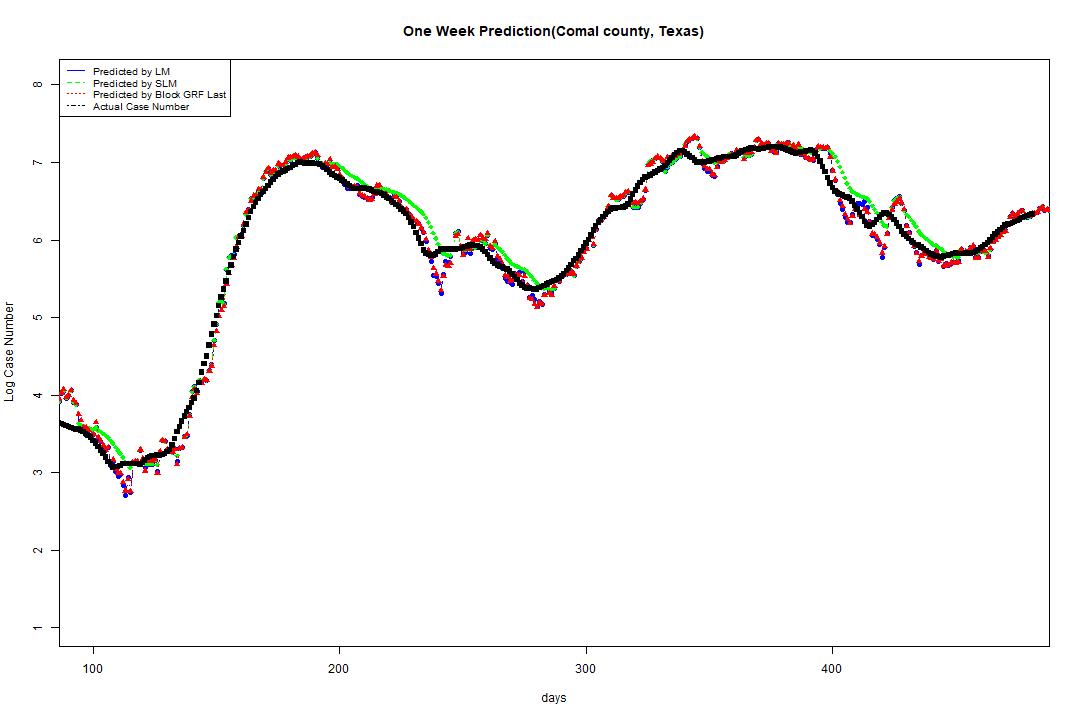 One Week Prediction(Comal county, Texas)
Predicted by LM
Predicted by SLM
Predicted by Block GRF Last
Actual Case Number
8
7
6
5
4
3
2
1
Log Case Number
100
200
300
400
days